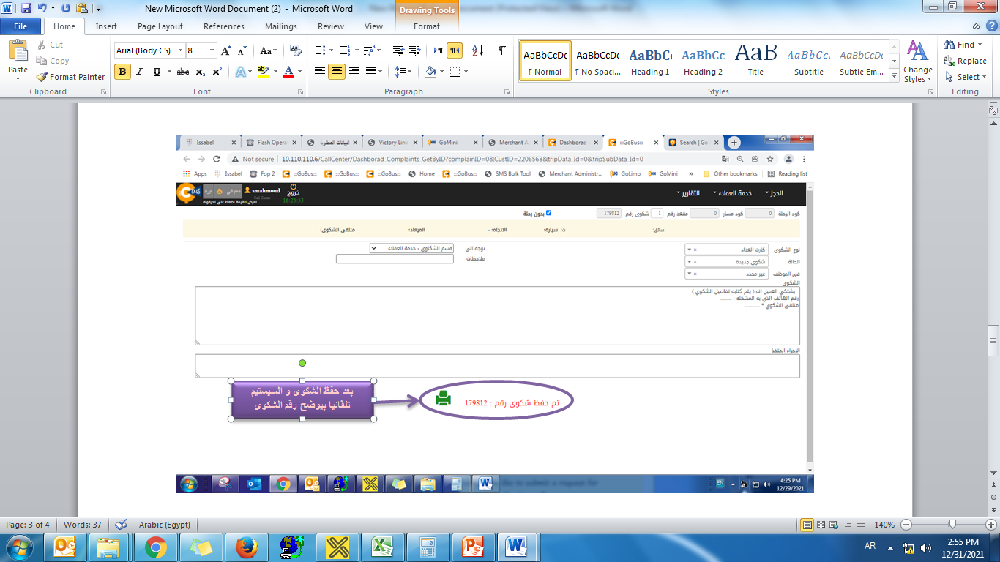 New Microsoft Word Document (2) - Microsoft Word
Drawing Tools
File Home Insert Page Layout References Mailings Review View Format
Paste
Cut
Copy
Format Painter
Clipboard
Arial (Body CS) 8
Font
Paragraph
AaBbCcDc AaBbCcDc AaBbCc AaBbCc AaB AaBbCc. AaBbCcDc
¶ Normal ¶ No Spaci... Heading 1 Heading 2 Title Subtitle Subtle Em...
Change Styles
Styles
Find
Replace
Select
Editing
Issabel Flash Opera البيانات المطلوبة Victory Link GoMini Merchant A Dashborad :::GoBus::: Search | Go
Not secure 10.110.110.6/CallCenter/Dashborad_Complaints_GetByID?complainID=0&CustID=2206568&tripData_Id=0&tripSubData_Id=0
Apps Issabel Fop 2 :::GoBus::: :::GoBus::: :::GoBus::: Home :::GoBus::: SMS Bulk Tool Merchant Administr... GoLimo GoMini » Other bookmarks Reading list
الحجز خدمة العملاء التقارير
خروج
16:25:53
smahmoud
Call Center
دعم فني
ايراد
لعرض القيمة اضغط على الايقونة
كود الرحلة 0 كود مسار 0 مقعد رقم 1 شكوى رقم 179812 بدون رحلة
سائق: د: سيارة: الاتجاه: - الميعاد: متلقى الشكوى:
نوع الشكوى كارت العداد توجه الى قسم الشكاوى - خدمة العملاء
الحالة شكوى جديدة ملاحظات
فى الموظف غير محدد
الشكوى
يشتكي العميل انه ( يتم كتابه تفاصيل الشكوي )
رقم الهاتف الذي به المشكله : .........
متلقى الشكوي * ...........
الاجراء المتخذ
بعد حفظ الشكوى و السيستيم
تلقائيا بيوضح رقم الشكوى
تم حفظ شكوى رقم : 179812
EN
4:25 PM
12/29/2021
Page: 3 of 4 Words: 37 Arabic (Egypt) 140%
AR
2:55 PM
12/31/2021